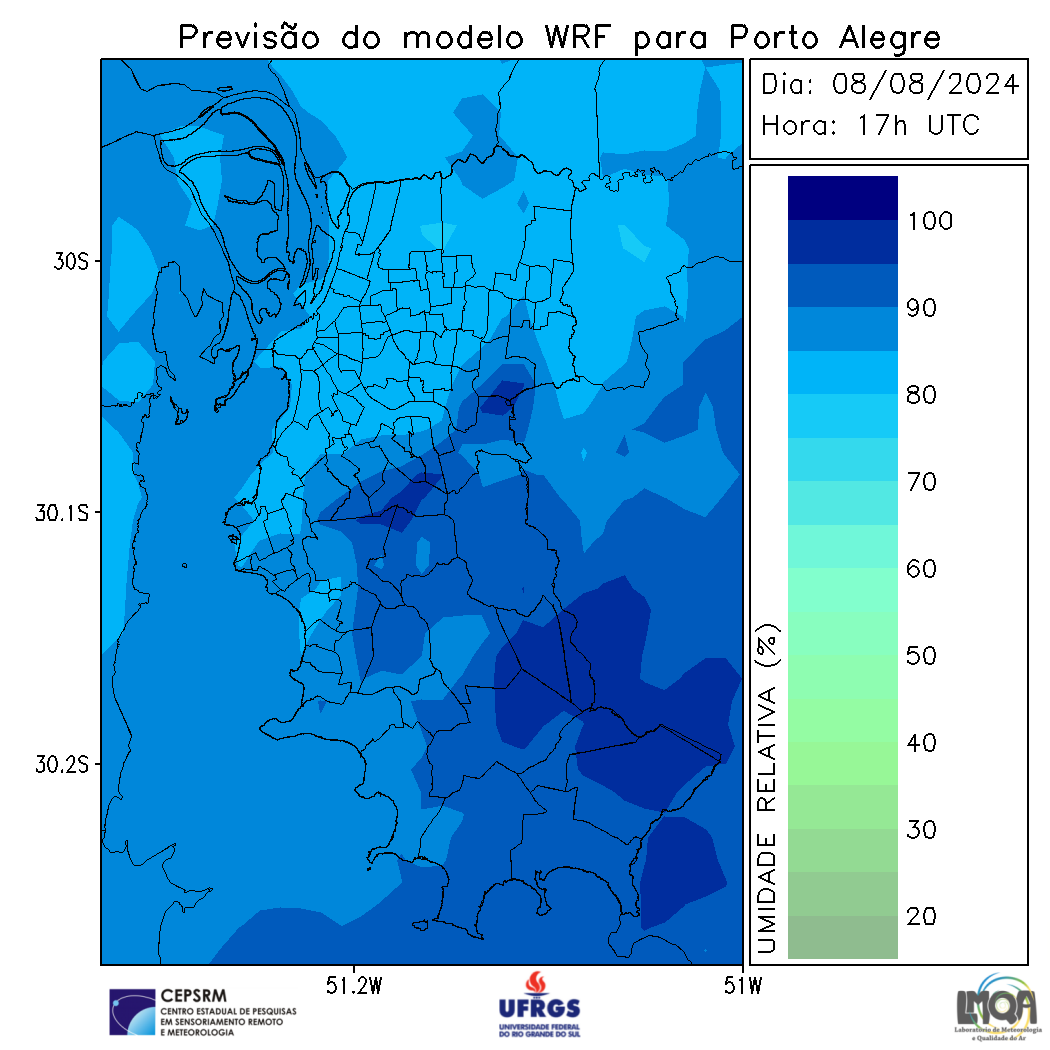 Previsão do modelo WRF para Porto Alegre
Dia: 08/08/2024
Hora: 17h UTC
30S
30.1S
30.2S
51.2W
51W
UMIDADE RELATIVA (%)
100
90
80
70
60
50
40
30
20
CEPSRM
CENTRO ESTADUAL DE PESQUISAS
EM SENSORIAMENTO REMOTO
E METEOROLOGIA
UFRGS
UNIVERSIDADE FEDERAL
DO RIO GRANDE DO SUL
LMQA
Laboratório de Meteorologia
e Qualidade do Ar